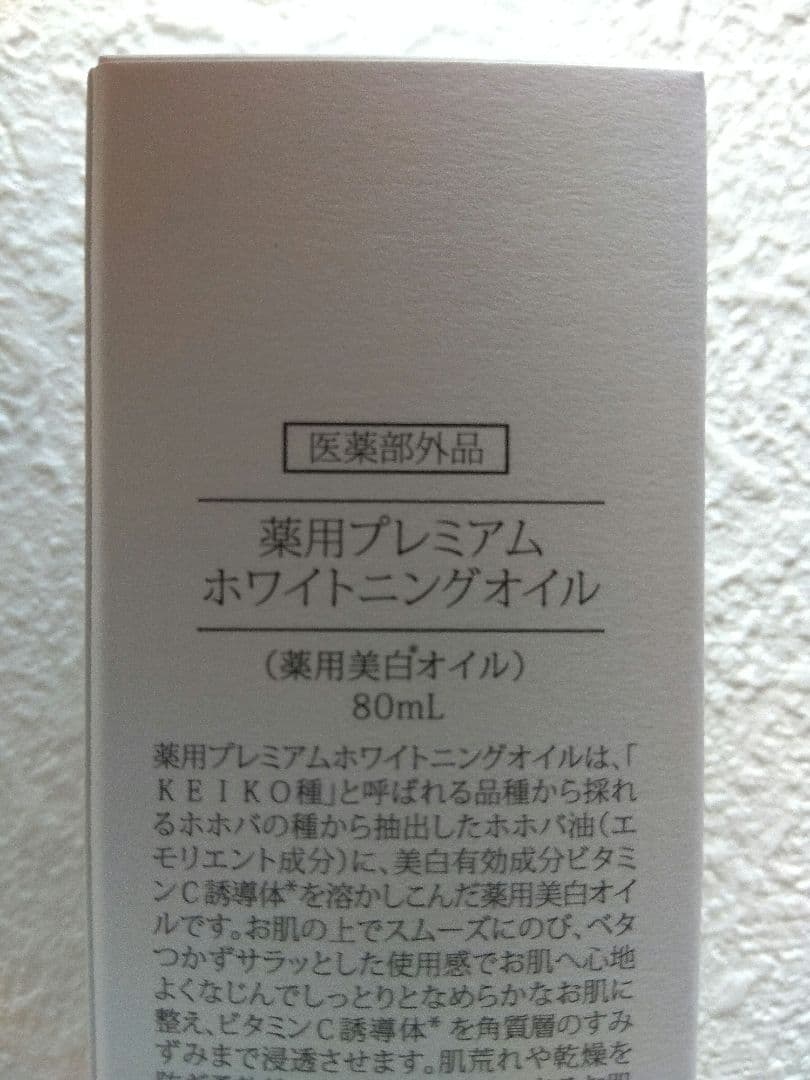 医薬部外品
薬用プレミアム
ホワイトニングオイル
（薬用美白*オイル）
80mL
薬用プレミアムホワイトニングオイルは、「
ＫＥＩＫＯ種」と呼ばれる品種から採れ
るホホバの種から抽出したホホバ油（エ
モリエント成分）に、美白有効成分ビタミ
ンＣ誘導体*を溶かしこんだ薬用美白オイ
ルです。お肌の上でスムーズにのび、ベタ
つかずサラッとした使用感でお肌へ心地
よくなじんでしっとりとなめらかなお肌に
整え、ビタミンＣ誘導体*を角質層のすみ
ずみまで浸透させます。肌荒れや乾燥を